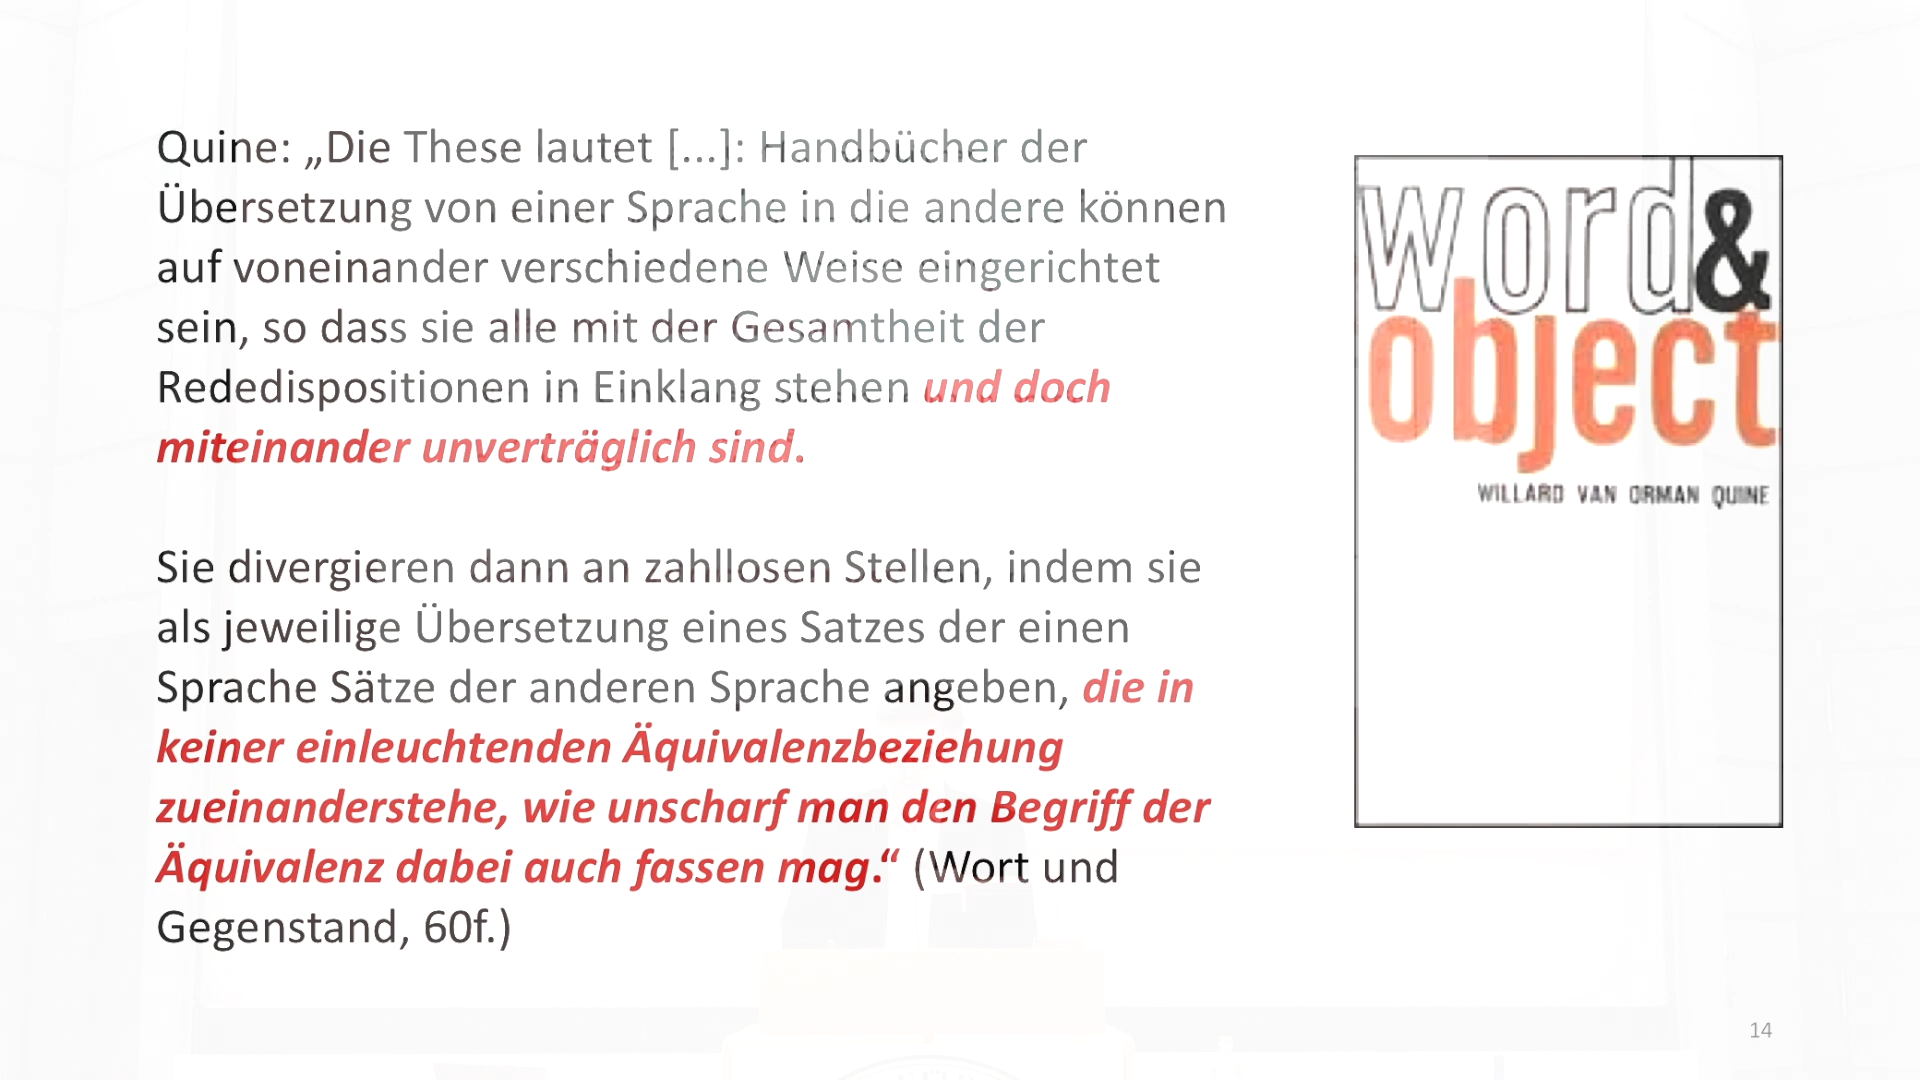 Quine: „Die These lautet [...]: Handbücher der
Übersetzung von einer Sprache in die andere können
auf voneinander verschiedene Weise eingerichtet
sein, so dass sie alle mit der Gesamtheit der
Rededispositionen in Einklang stehen und doch
miteinander unverträglich sind.
Sie divergieren dann an zahllosen Stellen, indem sie
als jeweilige Übersetzung eines Satzes der einen
Sprache Sätze der anderen Sprache angeben, die in
keiner einleuchtenden Äquivalenzbeziehung
zueinanderstehe, wie unscharf man den Begriff der
Äquivalenz dabei auch fassen mag.“ (Wort und
Gegenstand, 60f.)
word&
object
WILLARD VAN ORMAN QUINE
14